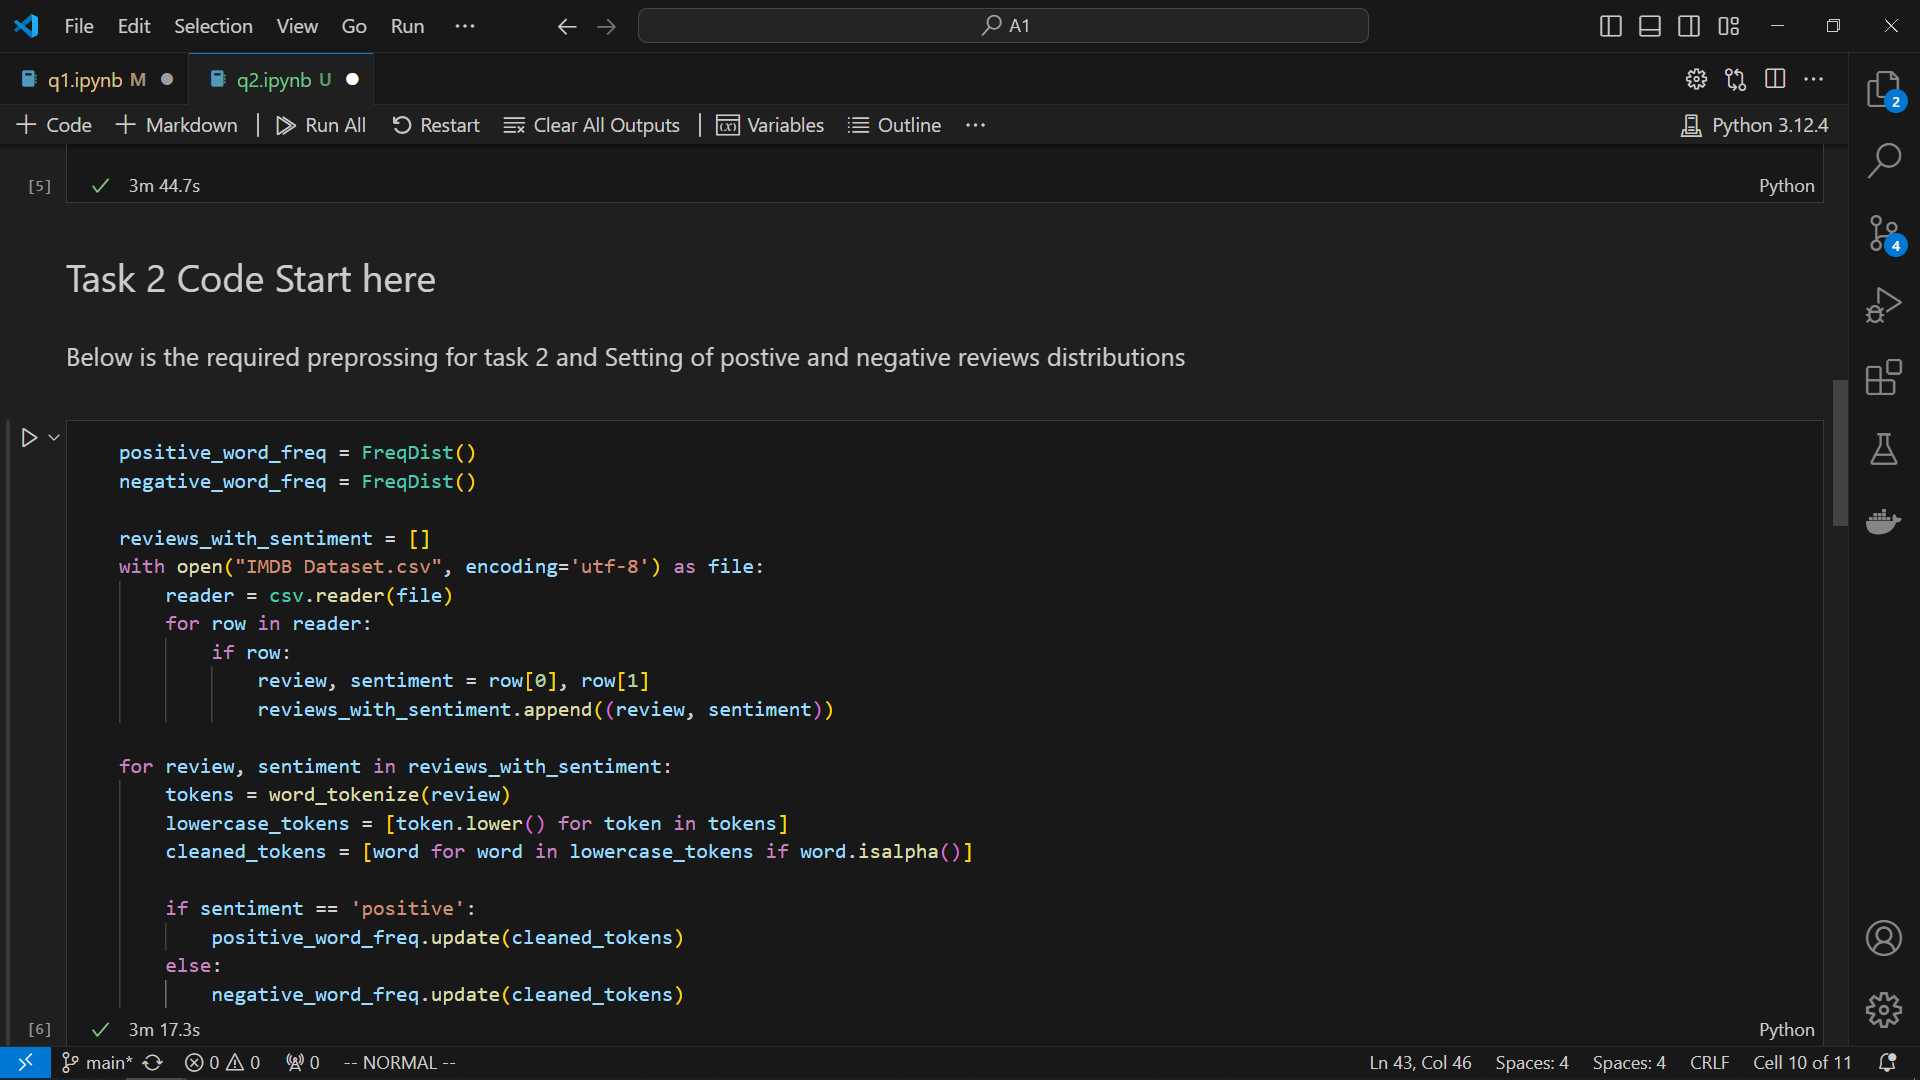 File Edit Selection View Go Run ··· A1
q1.ipynb M q2.ipynb U
Code Markdown Run All Restart Clear All Outputs Variables Outline ··· Python 3.12.4
[5] 3m 44.7s Python
Task 2 Code Start here
Below is the required preprossing for task 2 and Setting of postive and negative reviews distributions
positive_word_freq = FreqDist()
negative_word_freq = FreqDist()
reviews_with_sentiment = []
with open("IMDB Dataset.csv", encoding='utf-8') as file:
    reader = csv.reader(file)
    for row in reader:
        if row:
            review, sentiment = row[0], row[1]
            reviews_with_sentiment.append((review, sentiment))
for review, sentiment in reviews_with_sentiment:
    tokens = word_tokenize(review)
    lowercase_tokens = [token.lower() for token in tokens]
    cleaned_tokens = [word for word in lowercase_tokens if word.isalpha()]
    if sentiment == 'positive':
        positive_word_freq.update(cleaned_tokens)
    else:
        negative_word_freq.update(cleaned_tokens)
[6] 3m 17.3s Python
2
4
main* 0 0 0 -- NORMAL -- Ln 43, Col 46 Spaces: 4 Spaces: 4 CRLF Cell 10 of 11